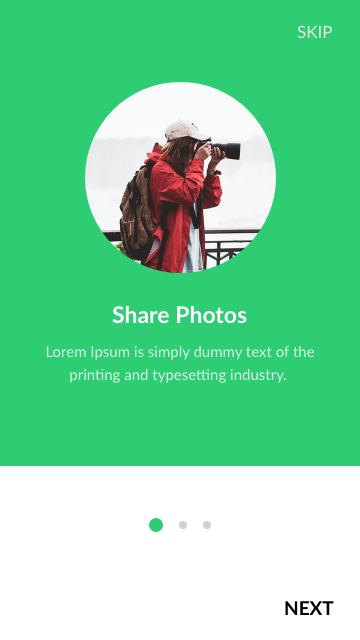 SKIP
Share Photos
Lorem Ipsum is simply dummy text of the
printing and typesetting industry.
NEXT